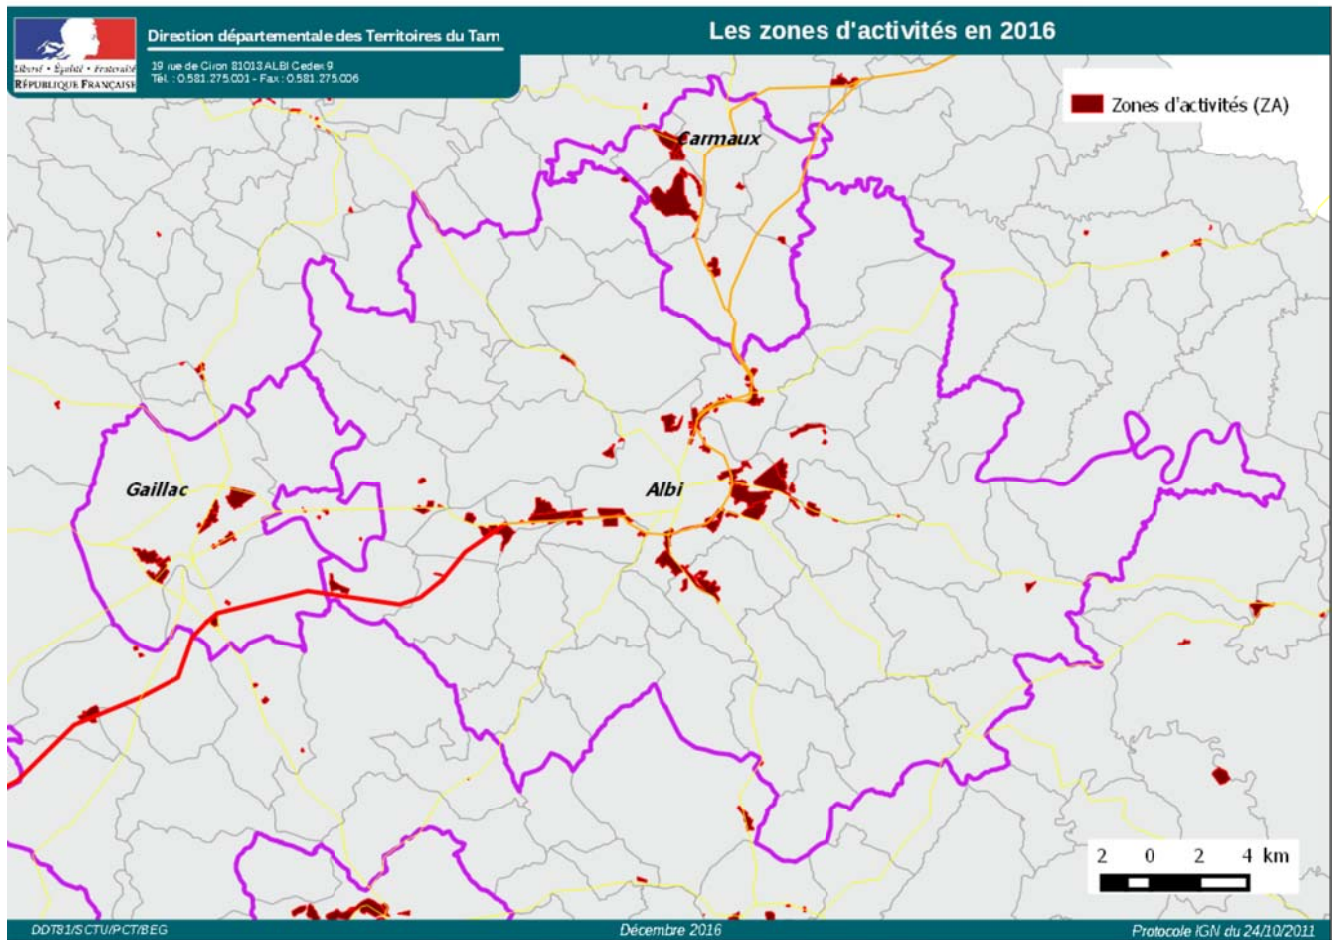 Les zones d'activités en 2016
Direction départementale des Territoires du Tarn
19 rue de Ciron 81013 ALBI Cedex 9
Tél. : 0.581.275.001 - Fax : 0.581.275.006
Liberté • Égalité • Fraternité
RÉPUBLIQUE FRANÇAISE
Zones d'activités (ZA)
Carmaux
Gaillac
Albi
2 0 2 4 km
DDT81/SCTU/PCT/BEG
Décembre 2016
Protocole IGN du 24/10/2011